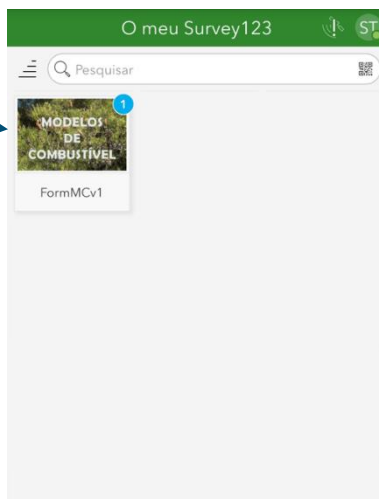 O meu Survey123
ST
Pesquisar
1
MODELOS
DE
COMBUSTÍVEL
FormMCv1